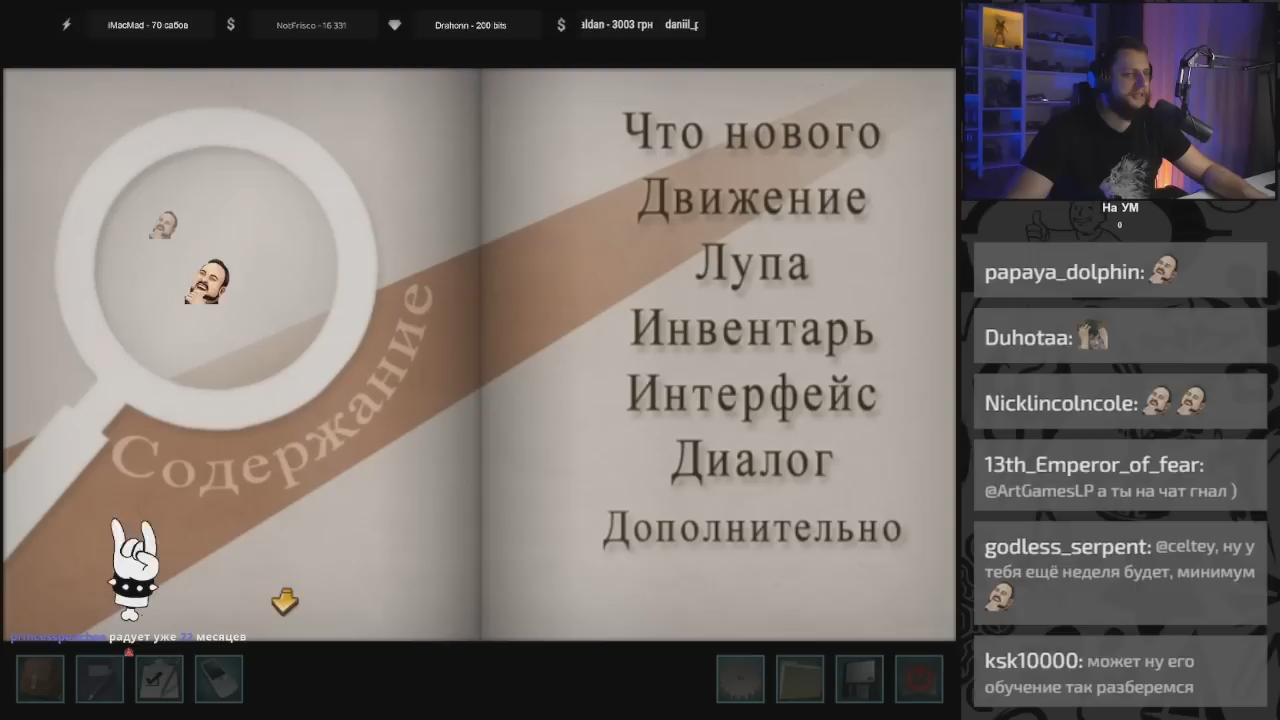 iMacMad - 70 сабов
NotFrisco - 16 331
Drahonn - 200 bits
$
aldan - 3003 грн
$
Содержание
Что нового
Движение
Лупа
Инвентарь
Интерфейс
Диалог
Дополнительно
радует уже 22 месяцев
На УМ
0
papaya_dolphin:
Duhotaa:
Nicklincolncole:
13th_Emperor_of_fear:
@ArtGamesLP а ты на чат гнал )
godless_serpent: @celtey, ну у
тебя ещё неделя будет, минимум
ksk10000: может ну его
обучение так разберемся